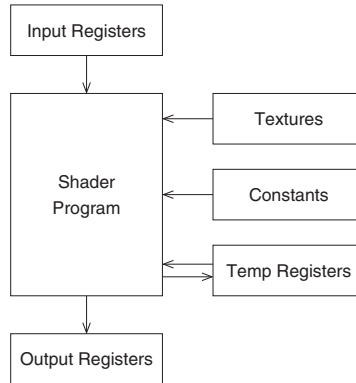 Input Registers
Shader
Program
Textures
Constants
Temp Registers
Output Registers